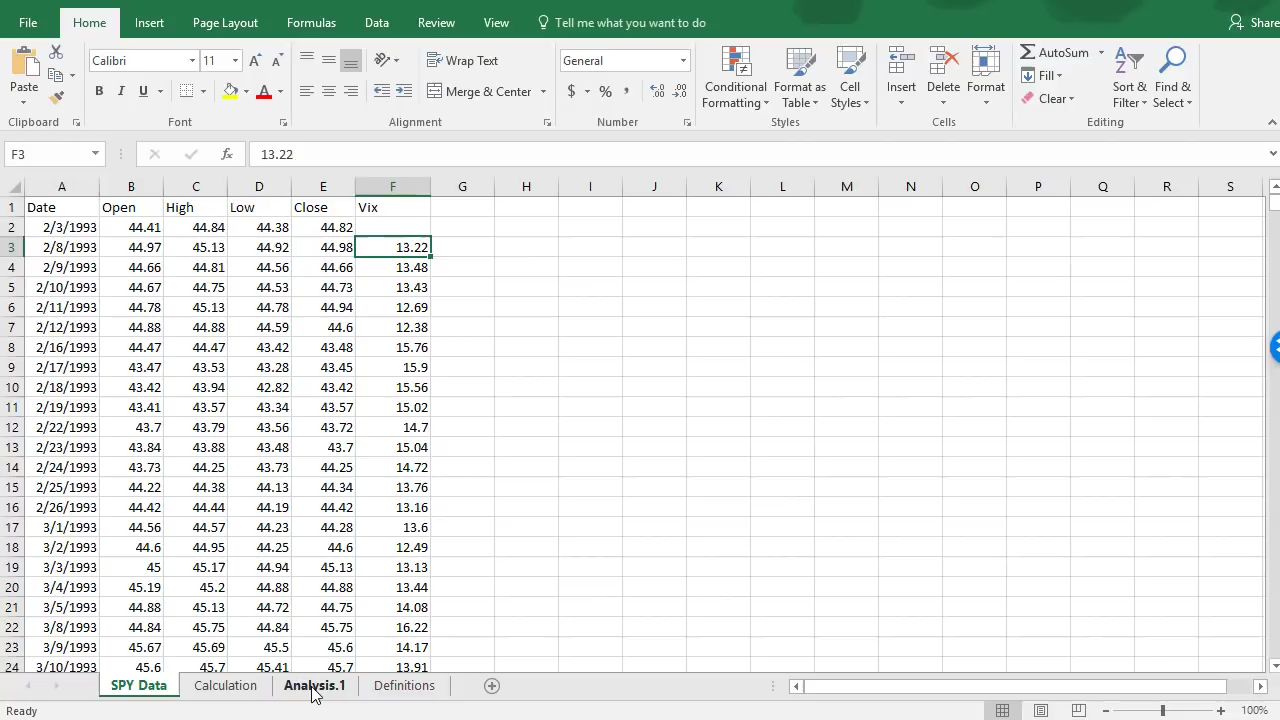 File Home Insert Page Layout Formulas Data Review View Tell me what you want to do Share
Paste Calibri 11 A A Wrap Text General Conditional Formatting Format as Table Cell Styles Insert Delete Format AutoSum Sort & Filter Find & Select
B I U A Merge & Center $ % , Fill
Clear
Clipboard Font Alignment Number Styles Cells Editing
F3 fx 13.22
A B C D E F G H I J K L M N O P Q R S
1 Date Open High Low Close Vix
2 2/3/1993 44.41 44.84 44.38 44.82
3 2/8/1993 44.97 45.13 44.92 44.98 13.22
4 2/9/1993 44.66 44.81 44.56 44.66 13.48
5 2/10/1993 44.67 44.75 44.53 44.73 13.43
6 2/11/1993 44.78 45.13 44.78 44.94 12.69
7 2/12/1993 44.88 44.88 44.59 44.6 12.38
8 2/16/1993 44.47 44.47 43.42 43.48 15.76
9 2/17/1993 43.47 43.53 43.28 43.45 15.9
10 2/18/1993 43.42 43.94 42.82 43.42 15.56
11 2/19/1993 43.41 43.57 43.34 43.57 15.02
12 2/22/1993 43.7 43.79 43.56 43.72 14.7
13 2/23/1993 43.84 43.88 43.48 43.7 15.04
14 2/24/1993 43.73 44.25 43.73 44.25 14.72
15 2/25/1993 44.22 44.38 44.13 44.34 13.76
16 2/26/1993 44.42 44.44 44.19 44.42 13.16
17 3/1/1993 44.56 44.57 44.23 44.28 13.6
18 3/2/1993 44.6 44.95 44.25 44.6 12.49
19 3/3/1993 45 45.17 44.94 45.13 13.13
20 3/4/1993 45.19 45.2 44.88 44.88 13.44
21 3/5/1993 44.88 45.13 44.72 44.75 14.08
22 3/8/1993 44.84 45.75 44.84 45.75 16.22
23 3/9/1993 45.67 45.69 45.5 45.6 14.17
24 3/10/1993 45.6 45.7 45.41 45.7 13.91
SPY Data Calculation Analysis.1 Definitions
Ready 100%